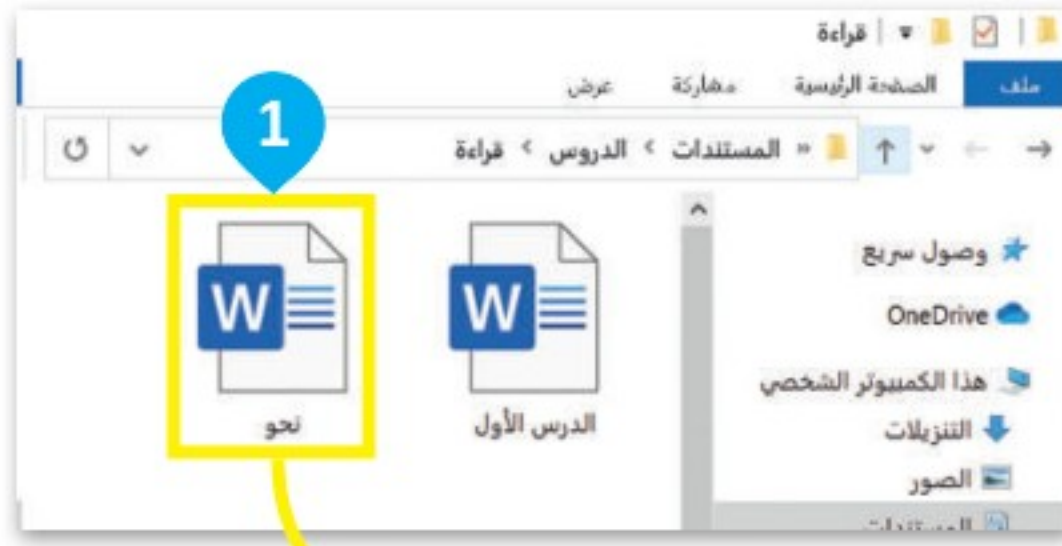 قراءة
ملف الصفحة الرئيسية مشاركة عرض
« المستندات › الدروس › قراءة
1
وصول سريع
OneDrive
هذا الكمبيوتر الشخصي
التنزيلات
الصور
المستندات
W
الدرس الأول
W
نحو